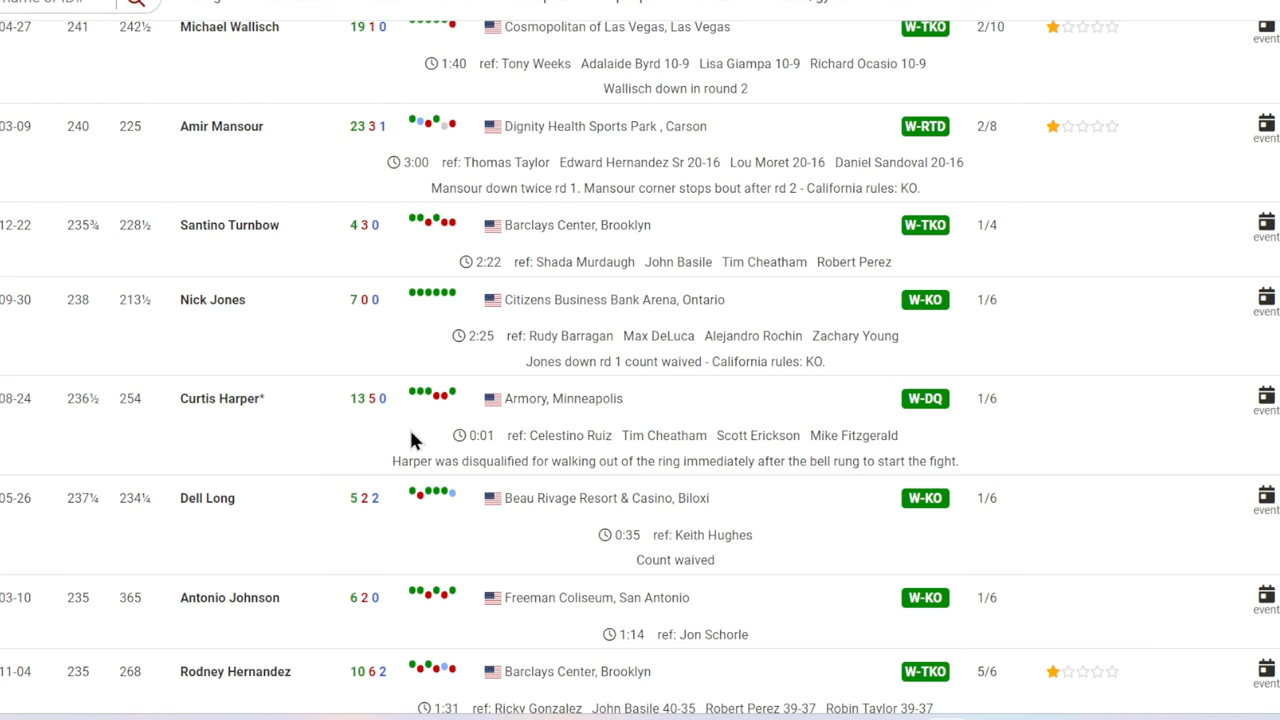 04-27 241 242½ Michael Wallisch 19 1 0 Cosmopolitan of Las Vegas, Las Vegas W-TKO 2/10
event
1:40 ref: Tony Weeks Adalaide Byrd 10-9 Lisa Giampa 10-9 Richard Ocasio 10-9
Wallisch down in round 2
03-09 240 225 Amir Mansour 23 3 1 Dignity Health Sports Park , Carson W-RTD 2/8
event
3:00 ref: Thomas Taylor Edward Hernandez Sr 20-16 Lou Moret 20-16 Daniel Sandoval 20-16
Mansour down twice rd 1. Mansour corner stops bout after rd 2 - California rules: KO.
12-22 235¾ 228½ Santino Turnbow 4 3 0 Barclays Center, Brooklyn W-TKO 1/4
event
2:22 ref: Shada Murdaugh John Basile Tim Cheatham Robert Perez
09-30 238 213½ Nick Jones 7 0 0 Citizens Business Bank Arena, Ontario W-KO 1/6
event
2:25 ref: Rudy Barragan Max DeLuca Alejandro Rochin Zachary Young
Jones down rd 1 count waived - California rules: KO.
08-24 236½ 254 Curtis Harper* 13 5 0 Armory, Minneapolis W-DQ 1/6
event
0:01 ref: Celestino Ruiz Tim Cheatham Scott Erickson Mike Fitzgerald
Harper was disqualified for walking out of the ring immediately after the bell rung to start the fight.
05-26 237¼ 234¼ Dell Long 5 2 2 Beau Rivage Resort & Casino, Biloxi W-KO 1/6
event
0:35 ref: Keith Hughes
Count waived
03-10 235 365 Antonio Johnson 6 2 0 Freeman Coliseum, San Antonio W-KO 1/6
event
1:14 ref: Jon Schorle
11-04 235 268 Rodney Hernandez 10 6 2 Barclays Center, Brooklyn W-TKO 5/6
event
1:31 ref: Ricky Gonzalez John Basile 40-35 Robert Perez 39-37 Robin Taylor 39-37